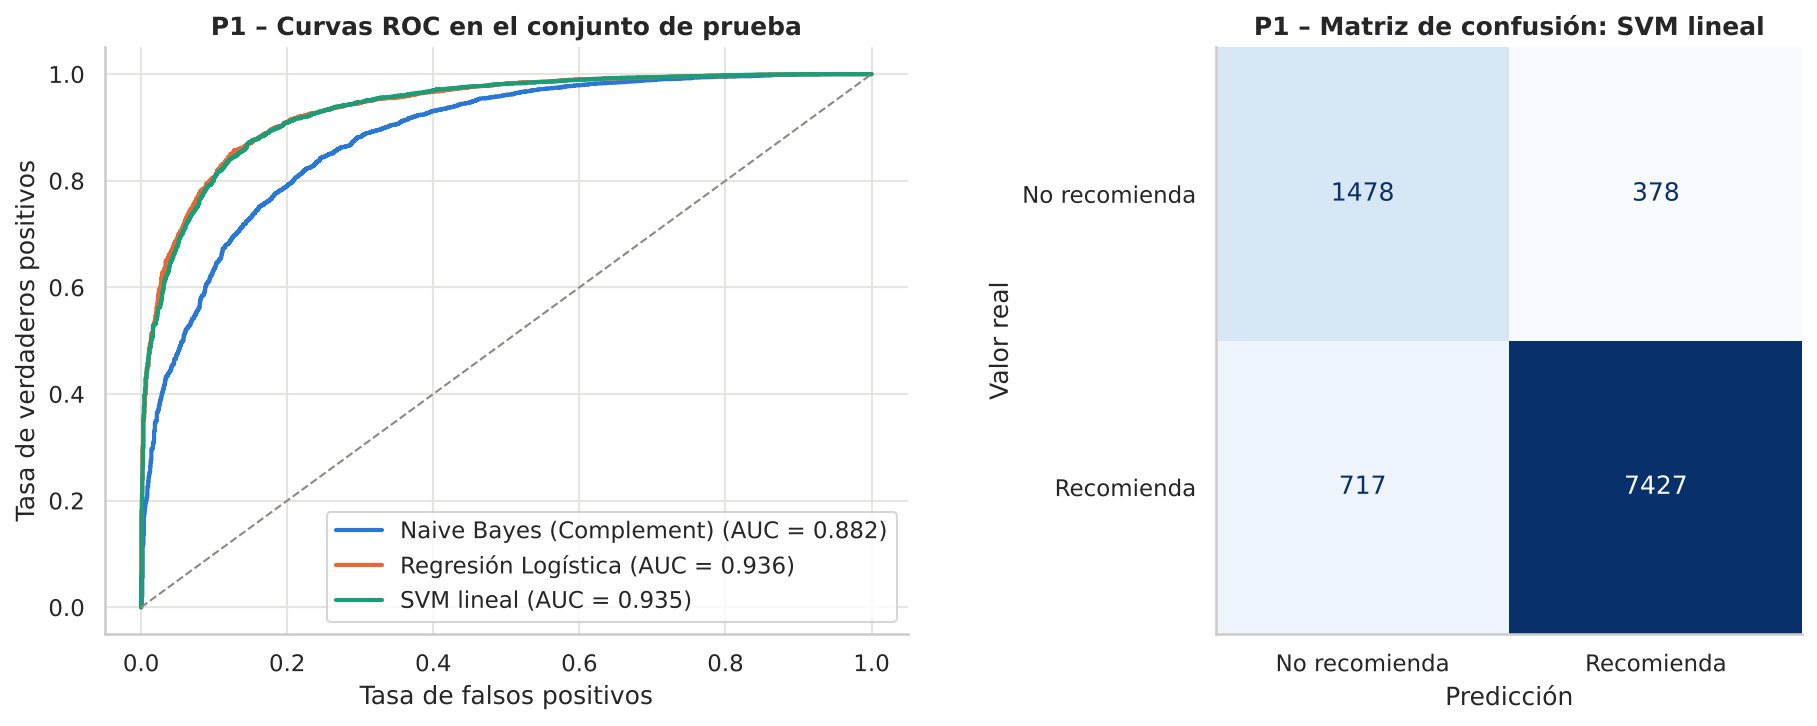 P1 – Curvas ROC en el conjunto de prueba
Tasa de verdaderos positivos
1.0
0.8
0.6
0.4
0.2
0.0
Naive Bayes (Complement) (AUC = 0.882)
Regresión Logística (AUC = 0.936)
SVM lineal (AUC = 0.935)
0.0 0.2 0.4 0.6 0.8 1.0
Tasa de falsos positivos
P1 – Matriz de confusión: SVM lineal
Valor real
No recomienda 1478 378
Recomienda 717 7427
No recomienda Recomienda
Predicción